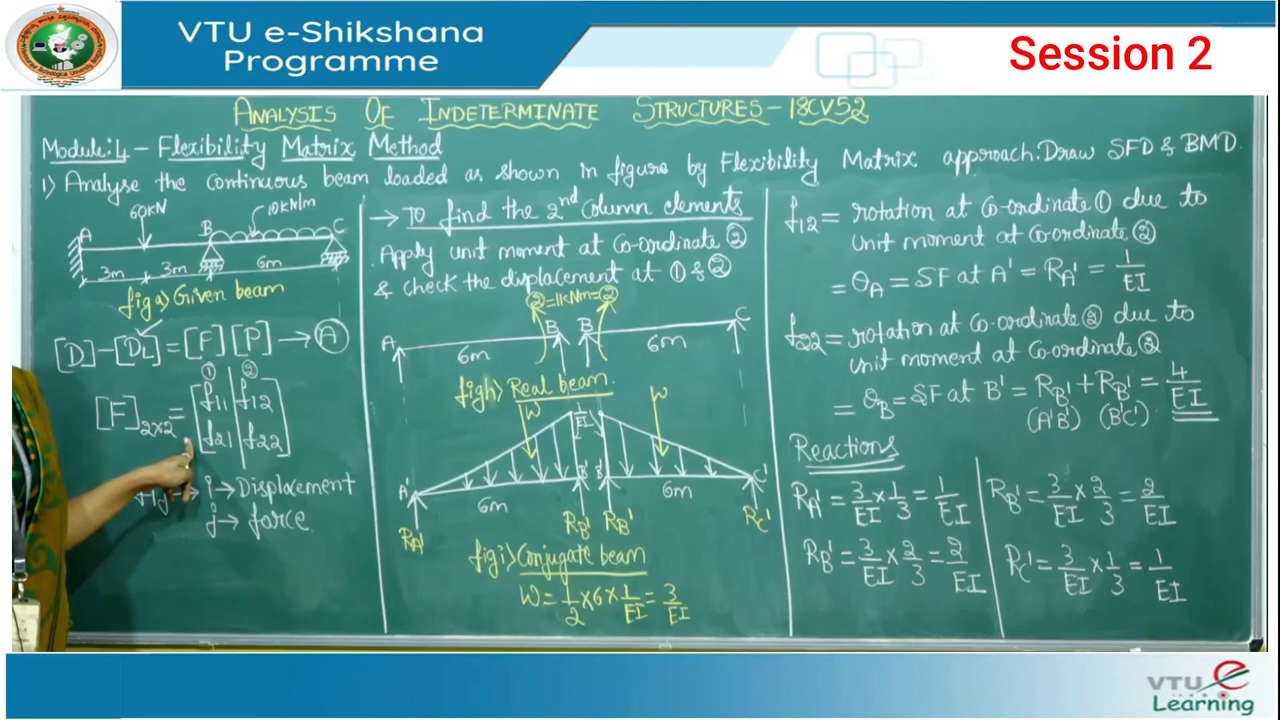 VTU e-Shikshana
Programme
Session 2
ANALYSIS OF INDETERMINATE STRUCTURES - 18CV52
Module:4 - Flexibility Matrix Method
1) Analyse the continuous beam loaded as shown in figure by Flexibility Matrix approach. Draw SFD & BMD.
60kN
10kN/m
A B C
3m 3m 6m
fig a) Given beam
[D] - [DL] = [F] [P] → (A)
① ②
[F]2x2 = [f11 f12
f21 f22]
i → Displacement
j → force
→ To find the 2nd Column elements
Apply unit moment at Co-ordinate ②
& check the displacement at ① & ②
② = 1kNm = ②
A B B C
6m 6m
fig h) Real beam.
W W
1/EI
A' B' B' C'
6m 6m
RA' RB' RB' RC'
fig i) Conjugate beam
W = 1/2 x 6 x 1/EI = 3/EI
f12 = rotation at Co-ordinate ① due to
unit moment at Co-ordinate ②
= θA = SF at A' = RA' = 1/EI
f22 = rotation at Co-ordinate ② due to
unit moment at Co-ordinate ②
= θB = SF at B' = RB' + RB' = 4/EI
(A'B') (B'C')
Reactions
RA' = 3/EI x 1/3 = 1/EI
RB' = 3/EI x 2/3 = 2/EI
RB' = 3/EI x 2/3 = 2/EI
RC' = 3/EI x 1/3 = 1/EI
VTU e
Learning